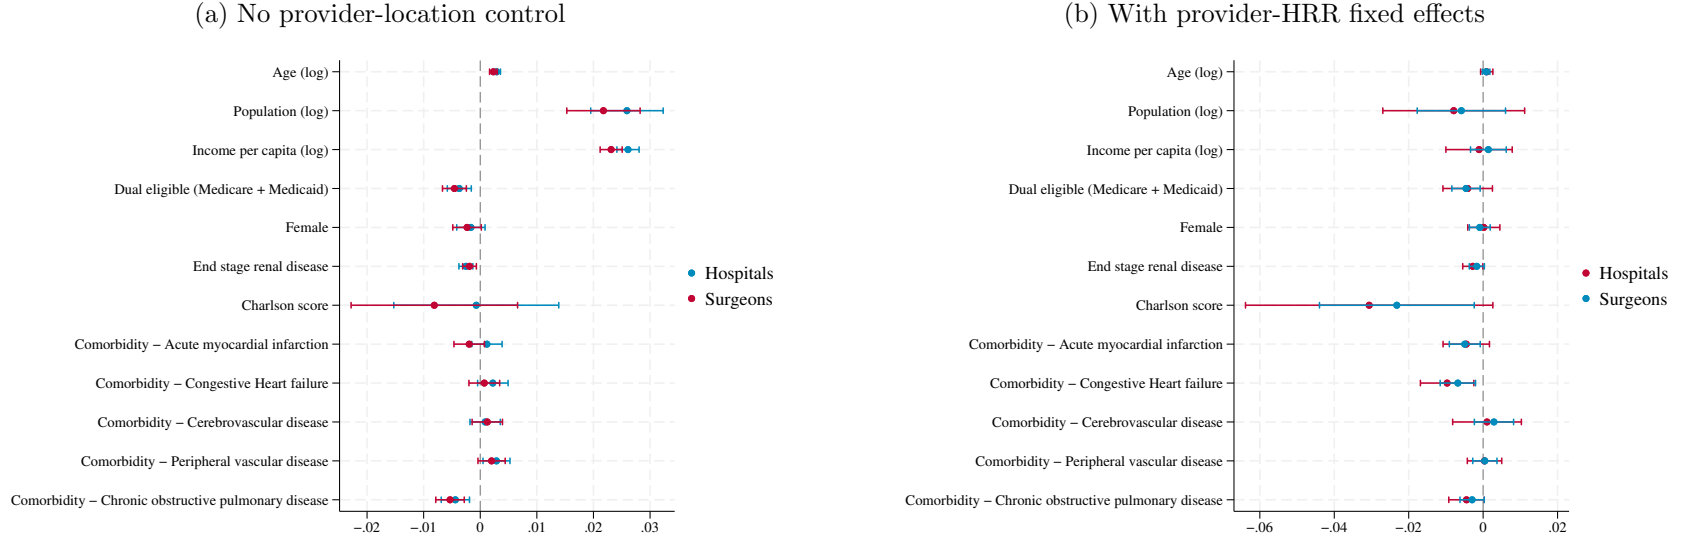 (a) No provider-location control
Age (log)
Population (log)
Income per capita (log)
Dual eligible (Medicare + Medicaid)
Female
End stage renal disease
Charlson score
Comorbidity − Acute myocardial infarction
Comorbidity − Congestive Heart failure
Comorbidity − Cerebrovascular disease
Comorbidity − Peripheral vascular disease
Comorbidity − Chronic obstructive pulmonary disease
−.02 −.01 0 .01 .02 .03
Hospitals
Surgeons
(b) With provider-HRR fixed effects
Age (log)
Population (log)
Income per capita (log)
Dual eligible (Medicare + Medicaid)
Female
End stage renal disease
Charlson score
Comorbidity − Acute myocardial infarction
Comorbidity − Congestive Heart failure
Comorbidity − Cerebrovascular disease
Comorbidity − Peripheral vascular disease
Comorbidity − Chronic obstructive pulmonary disease
−.06 −.04 −.02 0 .02
Hospitals
Surgeons